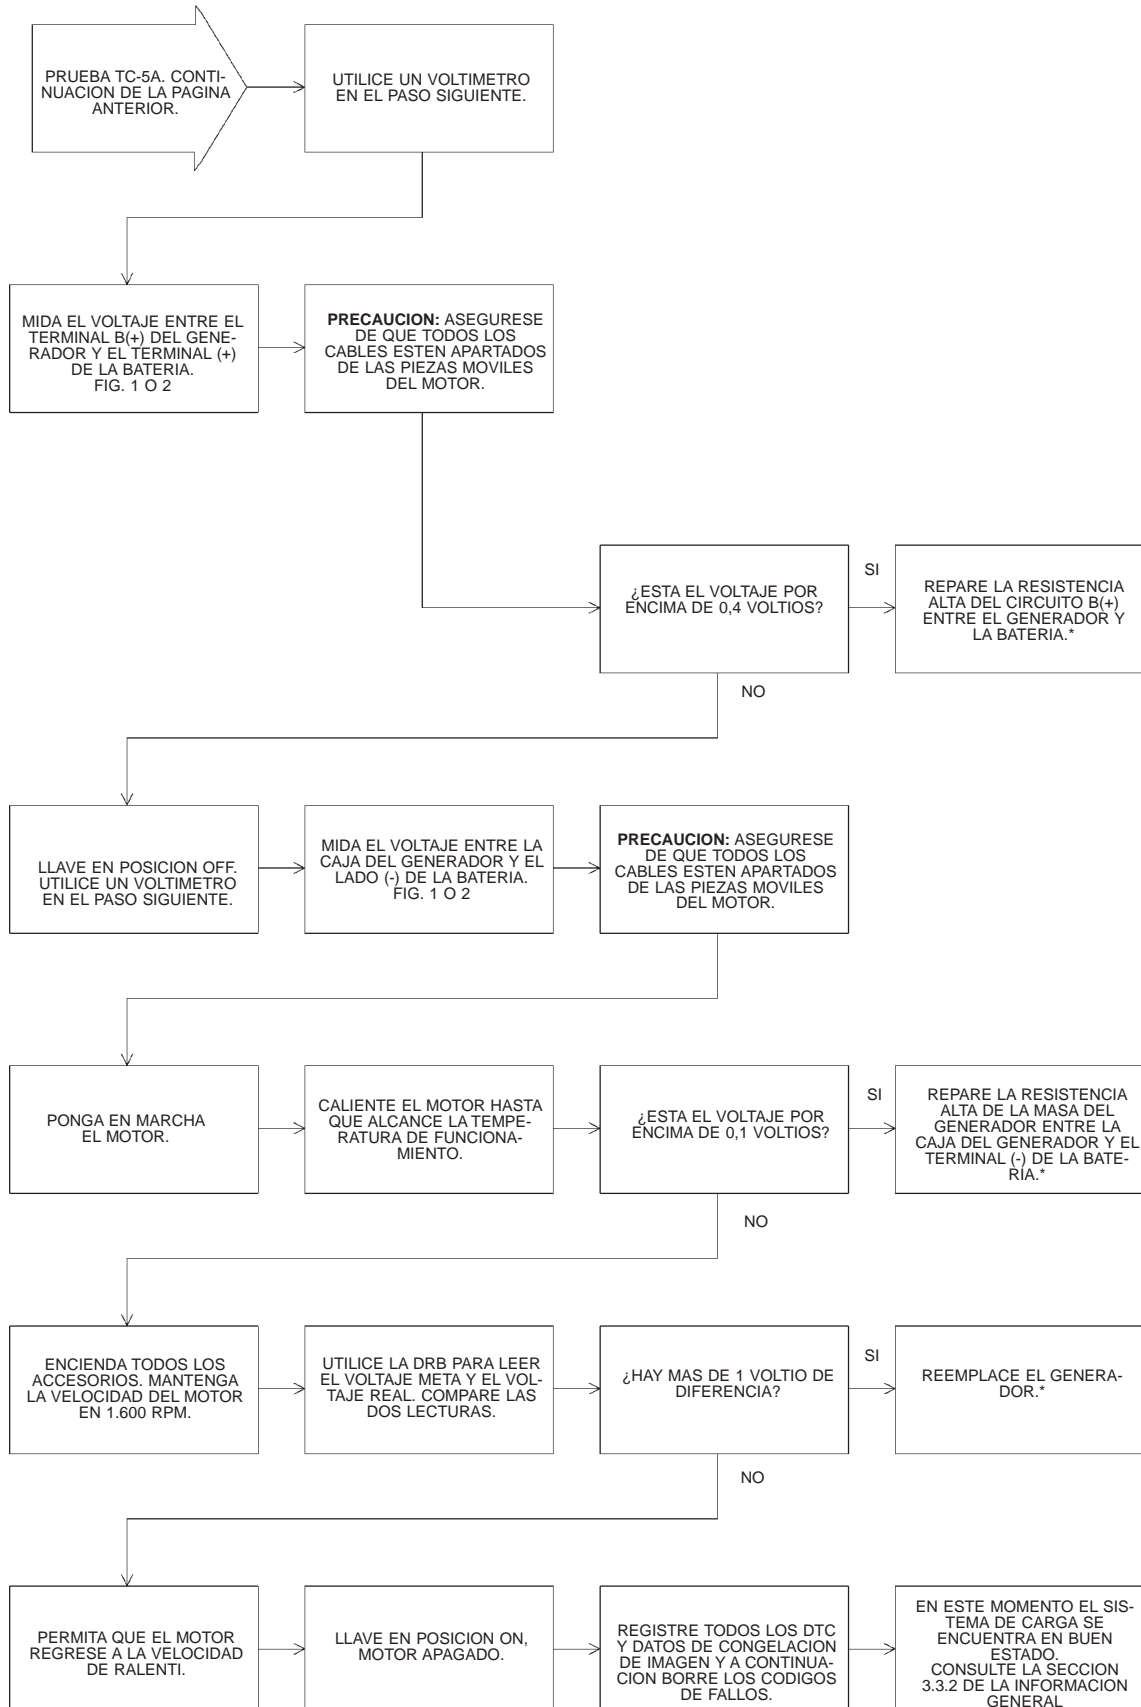 PRUEBA TC-5A. CONTI-
NUACION DE LA PAGINA
ANTERIOR.
UTILICE UN VOLTIMETRO
EN EL PASO SIGUIENTE.
MIDA EL VOLTAJE ENTRE EL
TERMINAL B(+) DEL GENE-
RADOR Y EL TERMINAL (+)
DE LA BATERIA.
FIG. 1 O 2
PRECAUCION: ASEGURESE
DE QUE TODOS LOS
CABLES ESTEN APARTADOS
DE LAS PIEZAS MOVILES
DEL MOTOR.
¿ESTA EL VOLTAJE POR
ENCIMA DE 0,4 VOLTIOS?
SI
REPARE LA RESISTENCIA
ALTA DEL CIRCUITO B(+)
ENTRE EL GENERADOR Y
LA BATERIA.*
NO
LLAVE EN POSICION OFF.
UTILICE UN VOLTIMETRO
EN EL PASO SIGUIENTE.
MIDA EL VOLTAJE ENTRE LA
CAJA DEL GENERADOR Y EL
LADO (-) DE LA BATERIA.
FIG. 1 O 2
PRECAUCION: ASEGURESE
DE QUE TODOS LOS
CABLES ESTEN APARTADOS
DE LAS PIEZAS MOVILES
DEL MOTOR.
PONGA EN MARCHA
EL MOTOR.
CALIENTE EL MOTOR HASTA
QUE ALCANCE LA TEMPE-
RATURA DE FUNCIONA-
MIENTO.
¿ESTA EL VOLTAJE POR
ENCIMA DE 0,1 VOLTIOS?
SI
REPARE LA RESISTENCIA
ALTA DE LA MASA DEL
GENERADOR ENTRE LA
CAJA DEL GENERADOR Y EL
TERMINAL (-) DE LA BATE-
RÍA.*
NO
ENCIENDA TODOS LOS
ACCESORIOS. MANTENGA
LA VELOCIDAD DEL MOTOR
EN 1.600 RPM.
UTILICE LA DRB PARA LEER
EL VOLTAJE META Y EL VOL-
TAJE REAL. COMPARE LAS
DOS LECTURAS.
¿HAY MAS DE 1 VOLTIO DE
DIFERENCIA?
SI
REEMPLACE EL GENERA-
DOR.*
NO
PERMITA QUE EL MOTOR
REGRESE A LA VELOCIDAD
DE RALENTI.
LLAVE EN POSICION ON,
MOTOR APAGADO.
REGISTRE TODOS LOS DTC
Y DATOS DE CONGELACION
DE IMAGEN Y A CONTINUA-
CION BORRE LOS CODIGOS
DE FALLOS.
EN ESTE MOMENTO EL SIS-
TEMA DE CARGA SE
ENCUENTRA EN BUEN
ESTADO.
CONSULTE LA SECCION
3.3.2 DE LA INFORMACION
GENERAL